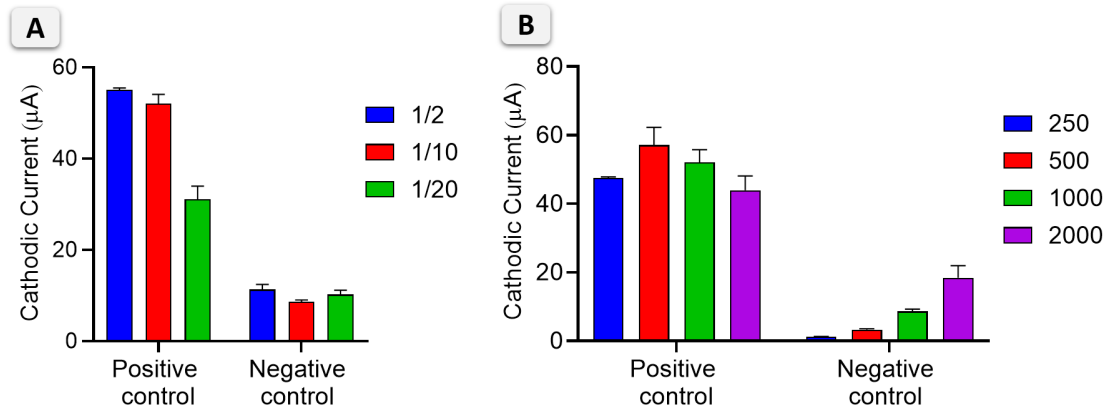 A
60
40
20
0
Cathodic Current (μA)
Positive control
Negative control
1/2
1/10
1/20
B
80
60
40
20
0
Cathodic Current (μA)
Positive control
Negative control
250
500
1000
2000